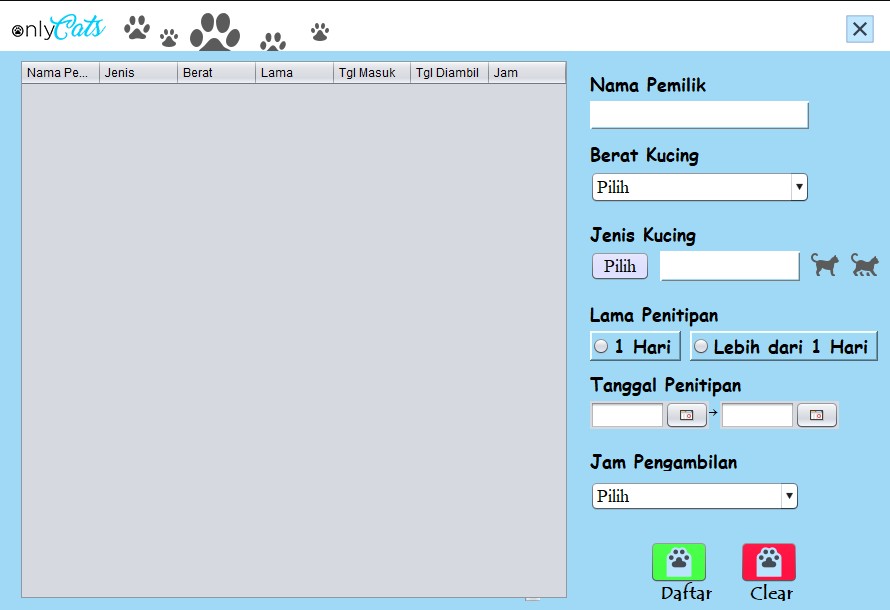 onlyCats
Nama Pe... Jenis Berat Lama Tgl Masuk Tgl Diambil Jam
Nama Pemilik
Berat Kucing
Pilih
Jenis Kucing
Pilih
Lama Penitipan
1 Hari Lebih dari 1 Hari
Tanggal Penitipan
Jam Pengambilan
Pilih
Daftar Clear